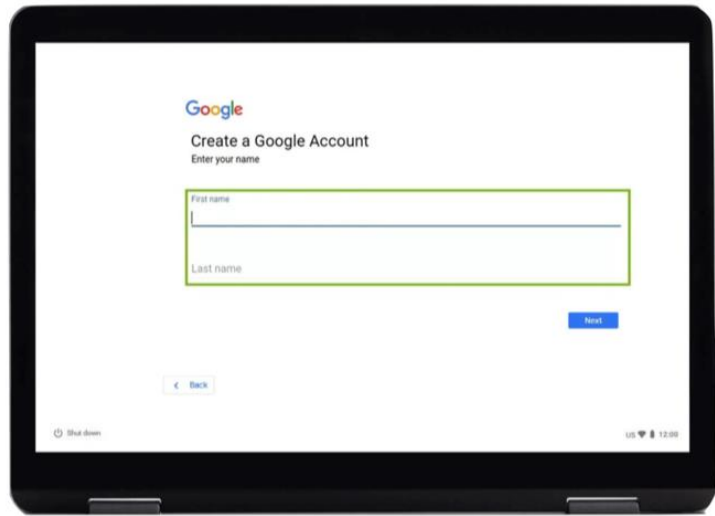 Google
Create a Google Account
Enter your name
First name
Last name
Next
Back
Shut down
US 12:00